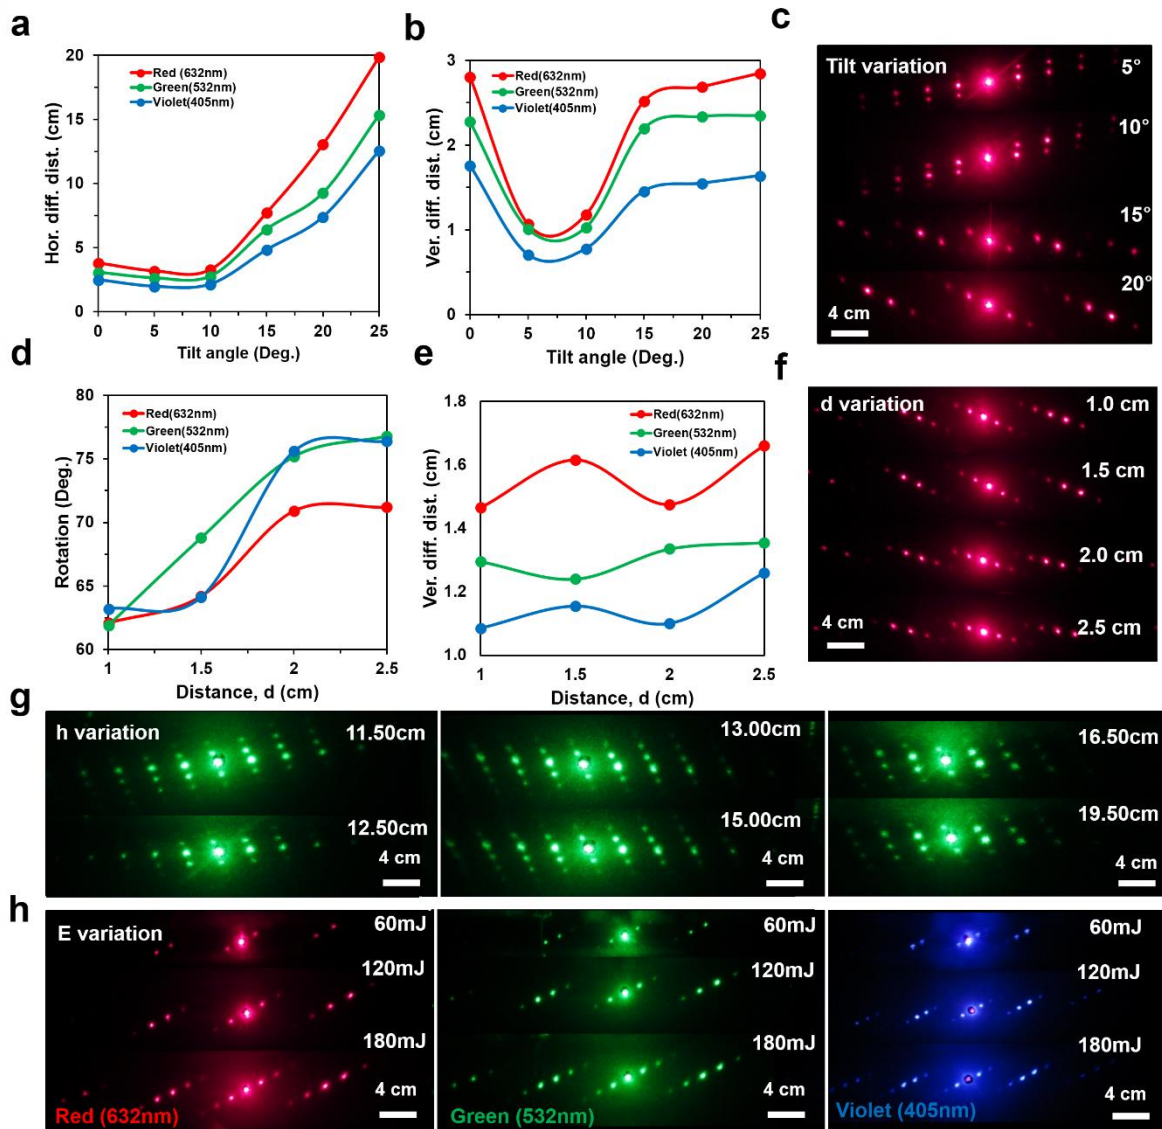 a
20
15
10
5
0
Hor. diff. dist. (cm)
Red (632nm)
Green(532nm)
Violet(405nm)
0 5 10 15 20 25
Tilt angle (Deg.)
b
3
2
1
0
Ver. diff. dist. (cm)
Red (632nm)
Green(532nm)
Violet(405nm)
0 5 10 15 20 25
Tilt angle (Deg.)
c
Tilt variation
5°
10°
15°
20°
4 cm
d
80
75
70
65
60
Rotation (Deg.)
Red(632nm)
Green(532nm)
Violet(405nm)
1 1.5 2 2.5
Distance, d (cm)
e
1.8
1.6
1.4
1.2
1.0
Ver. diff. dist. (cm)
Red(632nm)
Green(532nm)
Violet (405nm)
1 1.5 2 2.5
Distance, d (cm)
f
d variation
1.0 cm
1.5 cm
2.0 cm
2.5 cm
4 cm
g
h variation
11.50cm
12.50cm
4 cm
13.00cm
15.00cm
4 cm
16.50cm
19.50cm
4 cm
h
E variation
60mJ
120mJ
180mJ
4 cm
Red (632nm)
60mJ
120mJ
180mJ
4 cm
Green (532nm)
60mJ
120mJ
180mJ
4 cm
Violet (405nm)